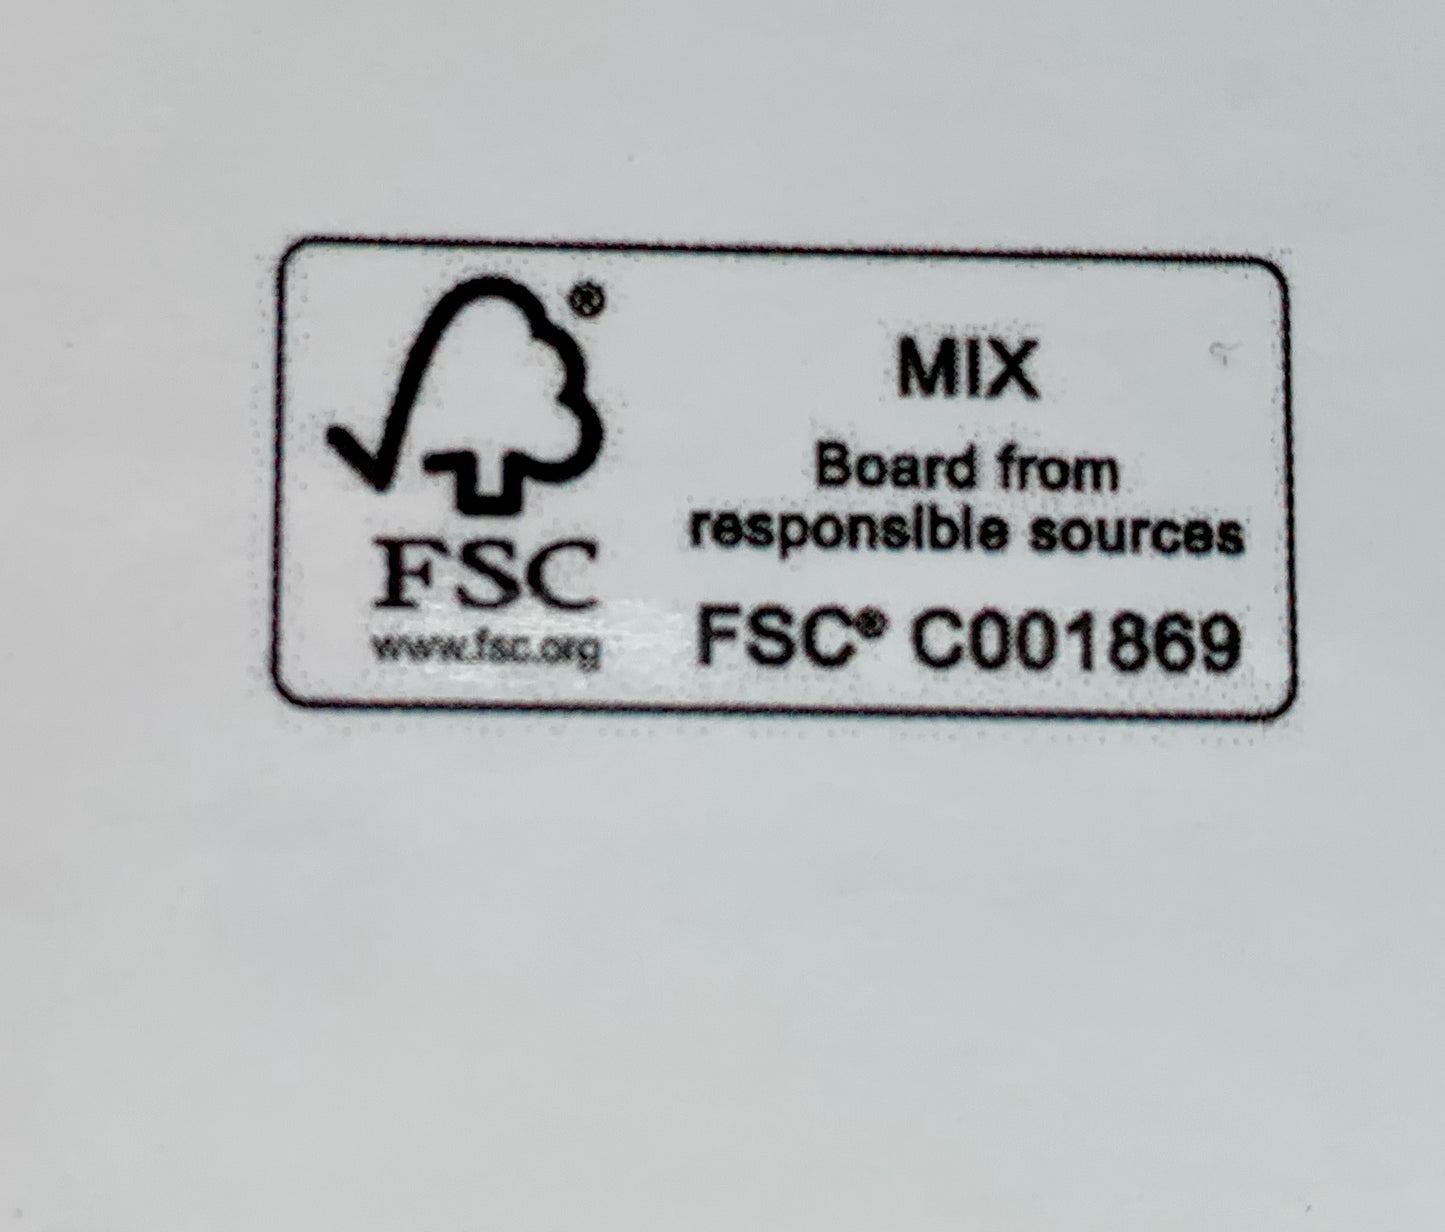 ®
FSC
www.fsc.org
MIX
Board from
responsible sources
FSC® C001869